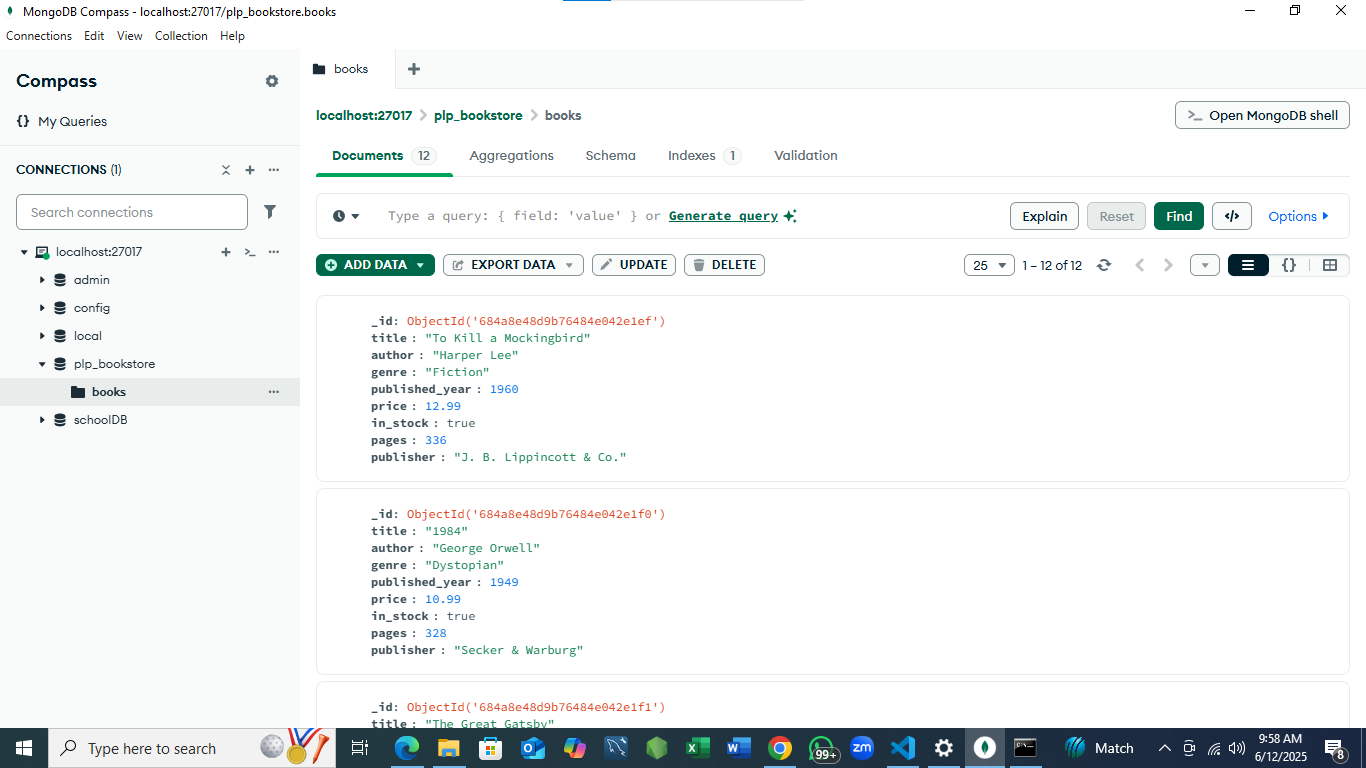 MongoDB Compass - localhost:27017/plp_bookstore.books
Connections Edit View Collection Help
Compass
{} My Queries
CONNECTIONS (1)
Search connections
localhost:27017
admin
config
local
plp_bookstore
books
schoolDB
books
localhost:27017 > plp_bookstore > books
>_ Open MongoDB shell
Documents 12 Aggregations Schema Indexes 1 Validation
Type a query: { field: 'value' } or Generate query
Explain Reset Find </> Options
ADD DATA EXPORT DATA UPDATE DELETE 25 1 – 12 of 12 {}
_id: ObjectId('684a8e48d9b76484e042e1ef')
title : "To Kill a Mockingbird"
author : "Harper Lee"
genre : "Fiction"
published_year : 1960
price : 12.99
in_stock : true
pages : 336
publisher : "J. B. Lippincott & Co."
_id: ObjectId('684a8e48d9b76484e042e1f0')
title : "1984"
author : "George Orwell"
genre : "Dystopian"
published_year : 1949
price : 10.99
in_stock : true
pages : 328
publisher : "Secker & Warburg"
_id: ObjectId('684a8e48d9b76484e042e1f1')
title : "The Great Gatsby"
Type here to search
99+
zm
Match
9:58 AM
6/12/2025
8